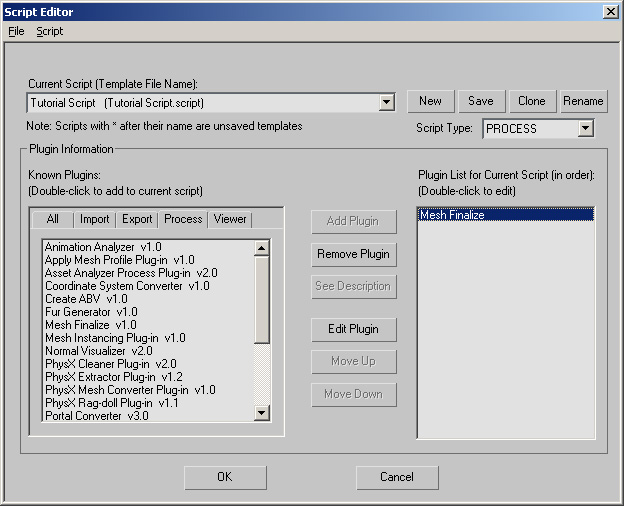 Script Editor
File Script
Current Script (Template File Name):
Tutorial Script (Tutorial Script.script)
New Save Clone Rename
Note: Scripts with * after their name are unsaved templates
Script Type: PROCESS
Plugin Information
Known Plugins:
(Double-click to add to current script)
Plugin List for Current Script (in order):
(Double-click to edit)
All Import Export Process Viewer
Animation Analyzer v1.0
Apply Mesh Profile Plug-in v1.0
Asset Analyzer Process Plug-in v2.0
Coordinate System Converter v1.0
Create ABV v1.0
Fur Generator v1.0
Mesh Finalize v1.0
Mesh Instancing Plug-in v1.0
Normal Visualizer v2.0
PhysX Cleaner Plug-in v2.0
PhysX Extractor Plug-in v1.2
PhysX Mesh Converter Plug-in v1.0
PhysX Rag-doll Plug-in v1.1
Portal Converter v3.0
Add Plugin
Remove Plugin
See Description
Edit Plugin
Move Up
Move Down
Mesh Finalize
OK Cancel